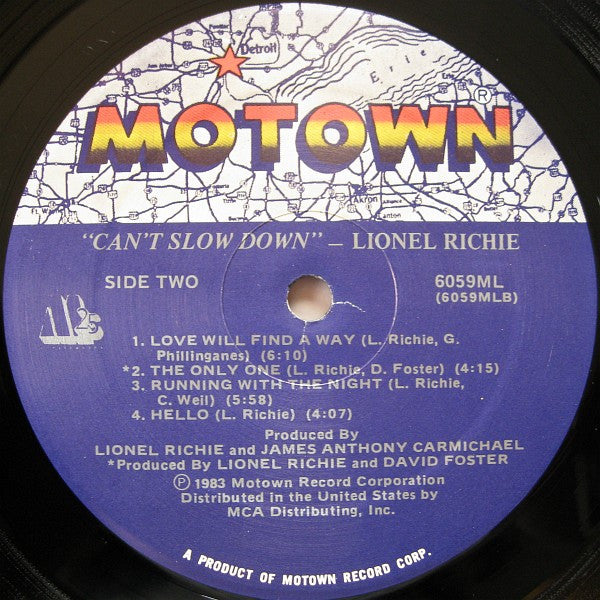 Detroit
Erie
MOTOWN
®
Akron
Canton
Ft. Wayne
"CAN'T SLOW DOWN" – LIONEL RICHIE
SIDE TWO
6059ML
(6059MLB)
1. LOVE WILL FIND A WAY (L. Richie, G.
Phillinganes) (6:10)
*2. THE ONLY ONE (L. Richie, D. Foster) (4:15)
3. RUNNING WITH THE NIGHT (L. Richie,
C. Weil) (5:58)
4. HELLO (L. Richie) (4:07)
Produced By
LIONEL RICHIE and JAMES ANTHONY CARMICHAEL
*Produced By LIONEL RICHIE and DAVID FOSTER
℗ 1983 Motown Record Corporation
Distributed in the United States by
MCA Distributing, Inc.
A PRODUCT OF MOTOWN RECORD CORP.